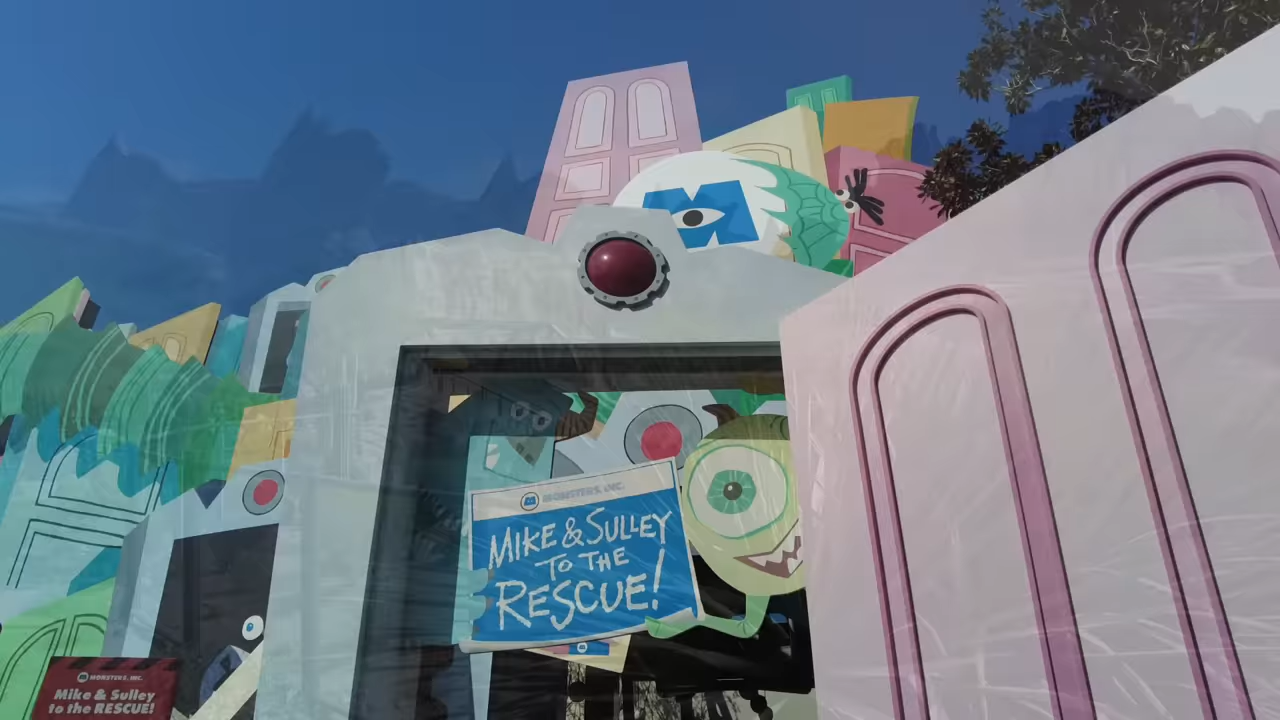 MONSTERS, INC.
MIKE & SULLEY
TO THE
RESCUE!
MONSTERS, INC.
Mike & Sulley
to the RESCUE!